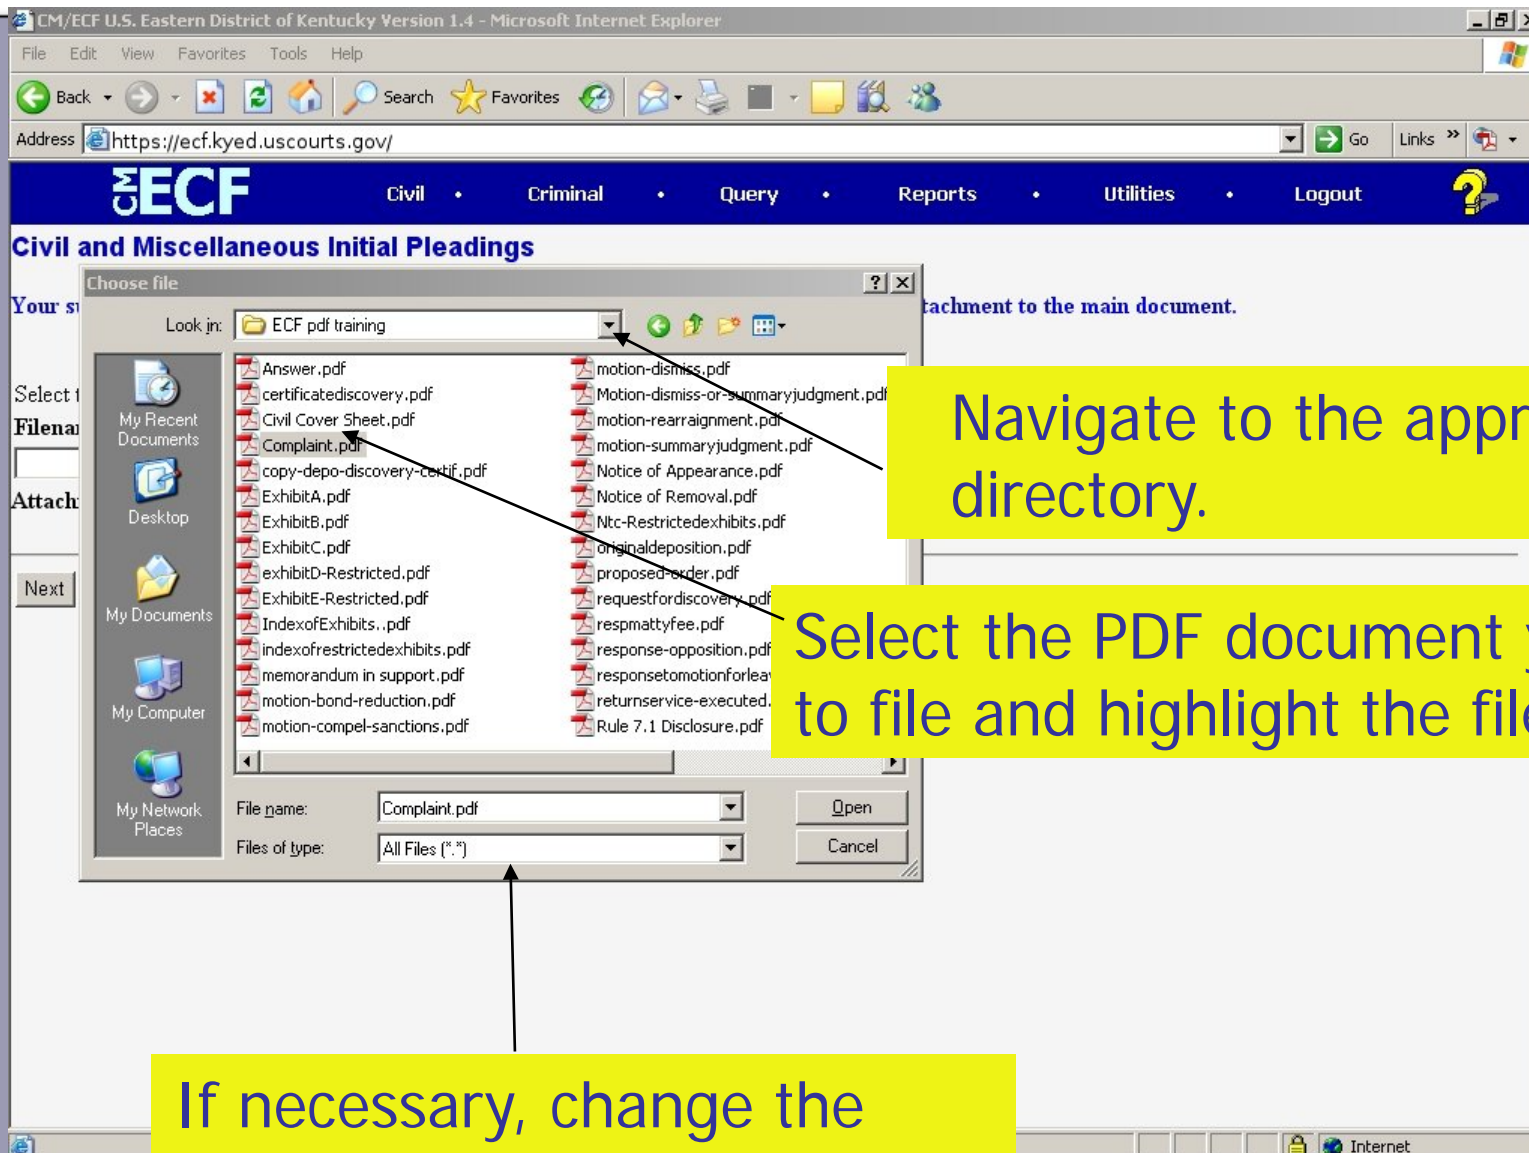 CM/ECF U.S. Eastern District of Kentucky Version 1.4 - Microsoft Internet Explorer
File Edit View Favorites Tools Help
Back Search Favorites
Address https://ecf.kyed.uscourts.gov/ Go Links »
CM ECF Civil • Criminal • Query • Reports • Utilities • Logout ?
Civil and Miscellaneous Initial Pleadings
Choose file ? X
Your tachment to the main document.
Look in: ECF pdf training
Select
Answer.pdf
certificatediscovery.pdf
Civil Cover Sheet.pdf
Complaint.pdf
copy-depo-discovery-certif.pdf
ExhibitA.pdf
ExhibitB.pdf
ExhibitC.pdf
exhibitD-Restricted.pdf
ExhibitE-Restricted.pdf
IndexofExhibits..pdf
indexofrestrictedexhibits.pdf
memorandum in support.pdf
motion-bond-reduction.pdf
motion-compel-sanctions.pdf
motion-dismiss.pdf
Motion-dismiss-or-summaryjudgment.pdf
motion-rearraignment.pdf
motion-summaryjudgment.pdf
Notice of Appearance.pdf
Notice of Removal.pdf
Ntc-Restrictedexhibits.pdf
originaldeposition.pdf
proposed-order.pdf
requestfordiscovery.pdf
respmattyfee.pdf
response-opposition.pdf
responsetomotionforlea
returnservice-executed.
Rule 7.1 Disclosure.pdf
My Recent
Documents
Desktop
My Documents
My Computer
My Network
Places
Filena
Attach
Next
File name: Complaint.pdf Open
Files of type: All Files (*.*) Cancel
Navigate to the appr
directory.
Select the PDF document y
to file and highlight the file
If necessary, change the
Internet